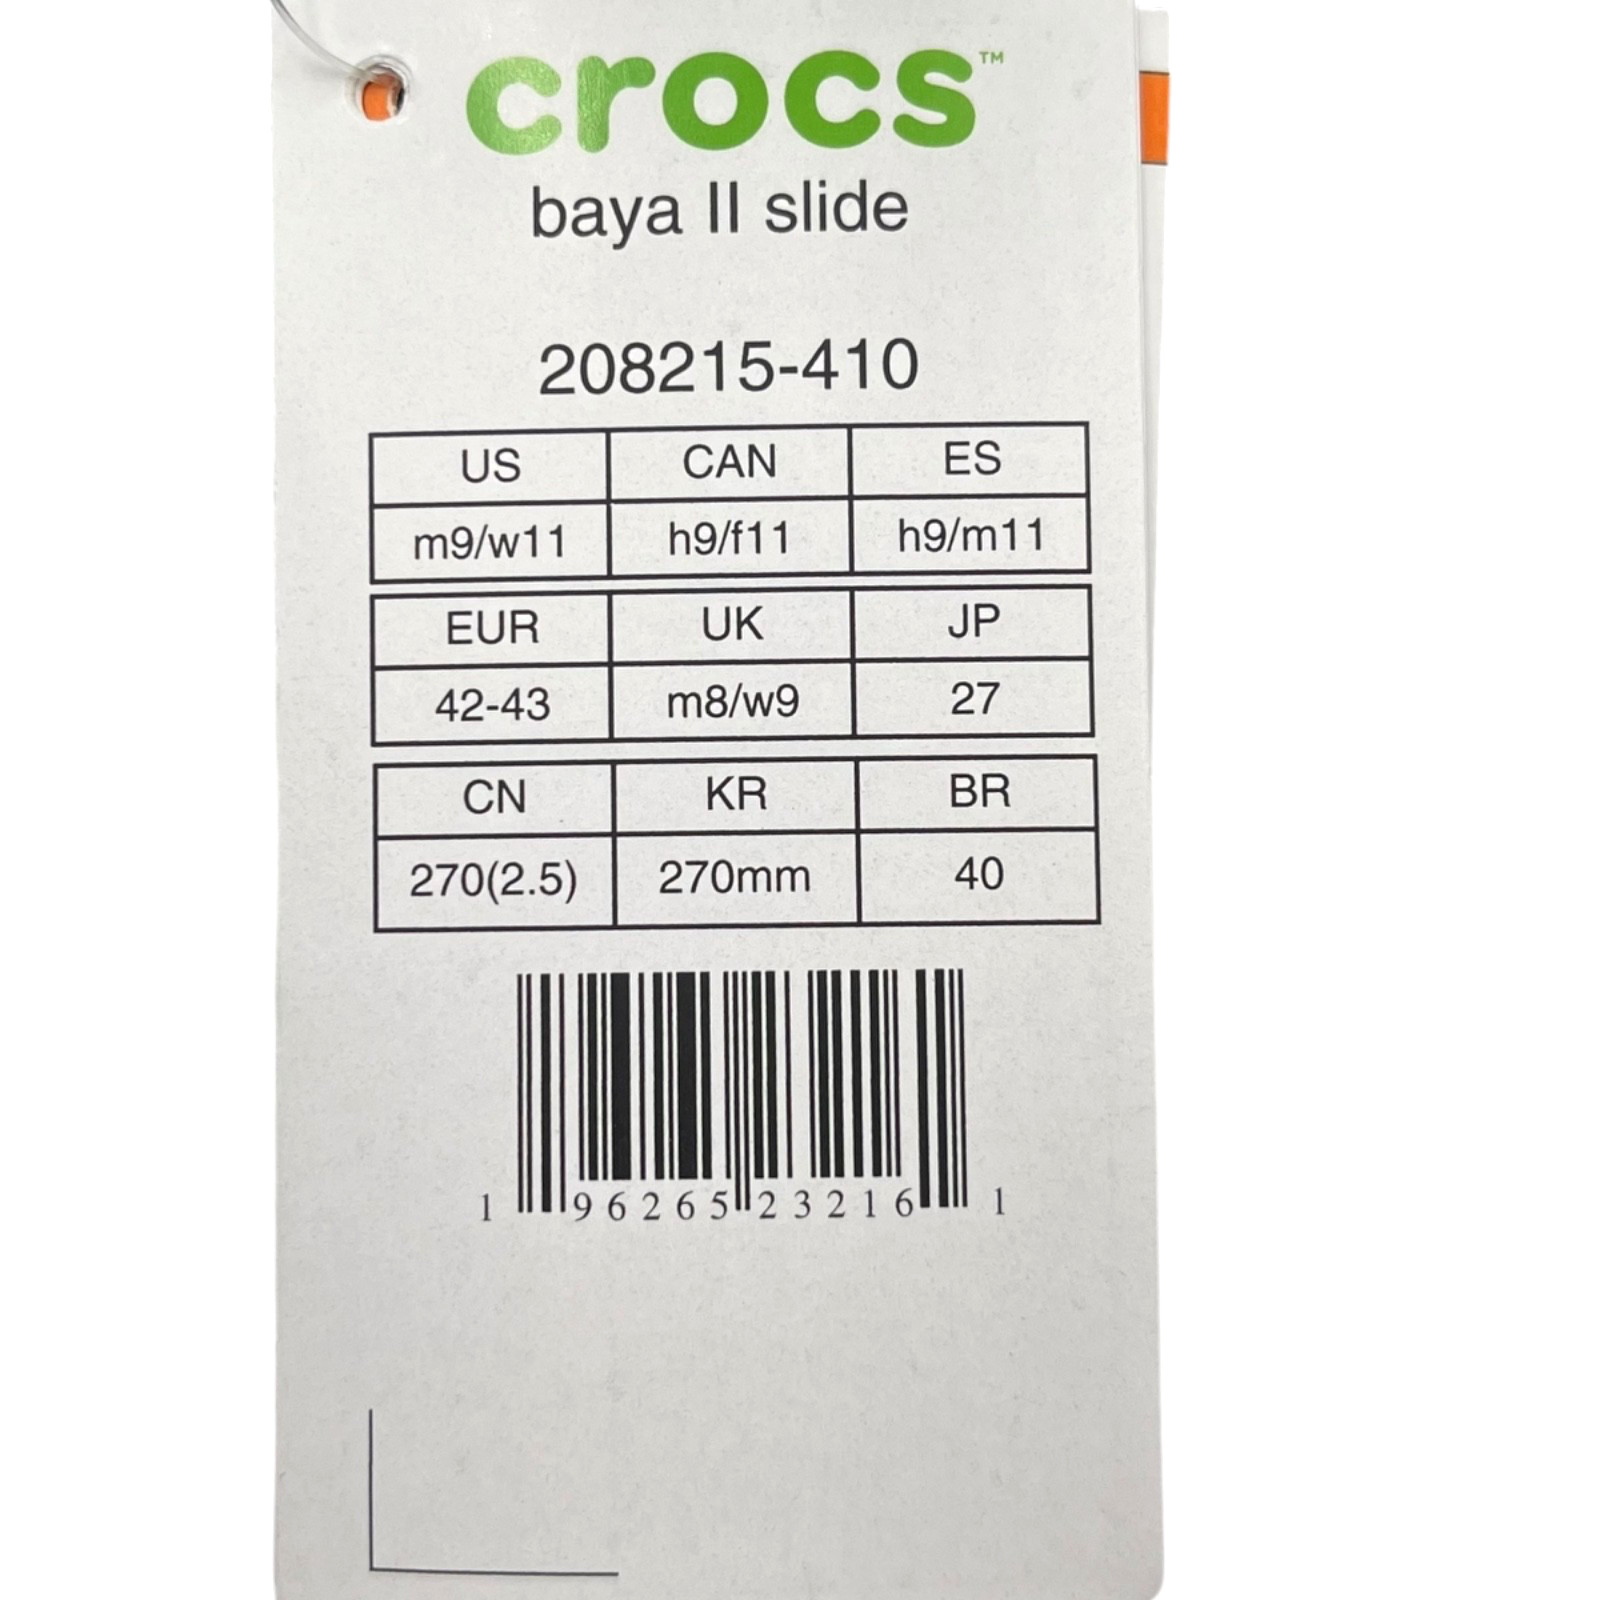 crocs™
baya II slide
208215-410
US CAN ES
m9/w11 h9/f11 h9/m11
EUR UK JP
42-43 m8/w9 27
CN KR BR
270(2.5) 270mm 40
1 96265 23216 1